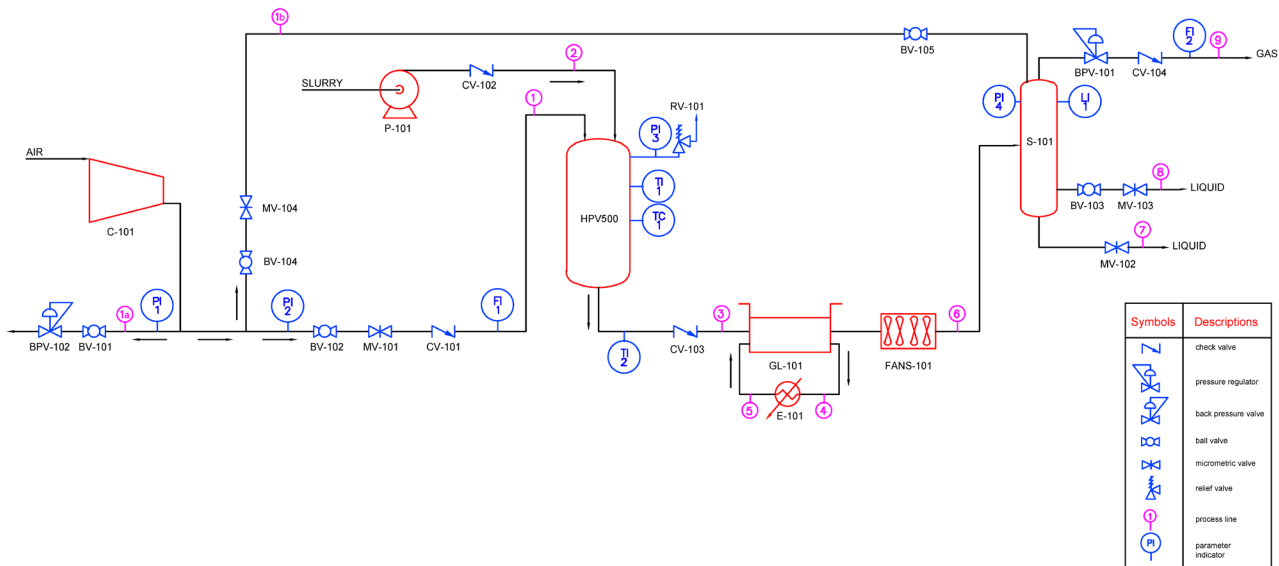 1b
2
BV-105
FI
2
9
GAS
BPV-101
CV-104
SLURRY
CV-102
P-101
1
RV-101
PI
3
PI
4
LI
1
S-101
AIR
C-101
MV-104
BV-104
HPV500
TI
1
TC
1
BV-103
MV-103
8
LIQUID
7
MV-102
LIQUID
BPV-102
BV-101
1a
PI
1
PI
2
BV-102
MV-101
CV-101
FI
1
TI
2
CV-103
3
GL-101
FANS-101
6
5
E-101
4
Symbols
Descriptions
check valve
pressure regulator
back pressure valve
ball valve
micrometric valve
relief valve
1
process line
PI
parameter
indicator